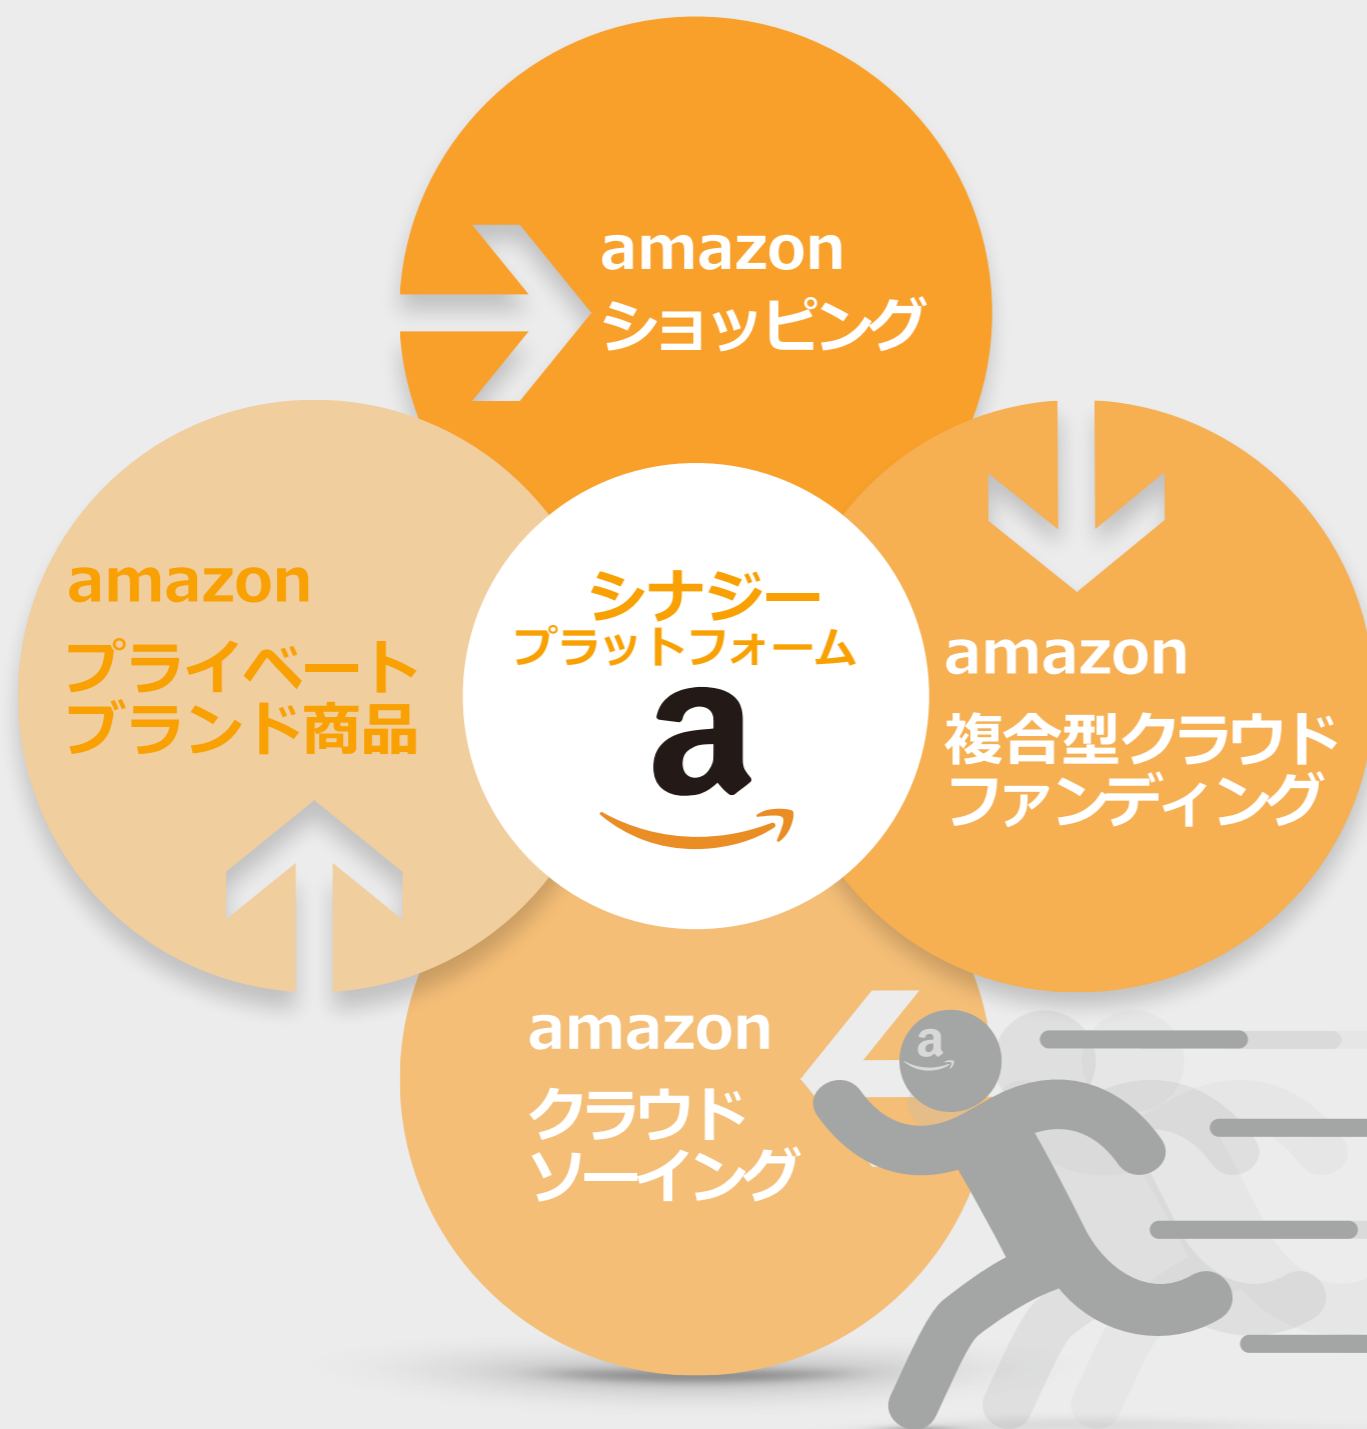 amazon
ショッピング
amazon
プライベート
ブランド商品
シナジー
プラットフォーム
a
amazon
複合型クラウド
ファンディング
amazon
クラウド
ソーイング
a